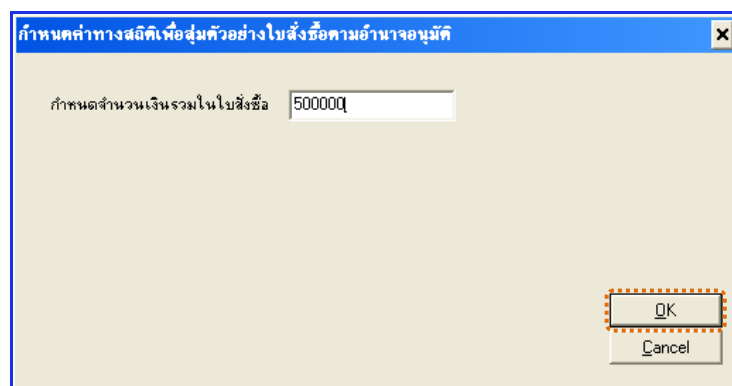 กำหนดค่าทางสถิติเพื่อสุ่มตัวอย่างใบสั่งซื้อตามอำนาจอนุมัติ
กำหนดจำนวนเงินรวมในใบสั่งซื้อ 500000
OK
Cancel